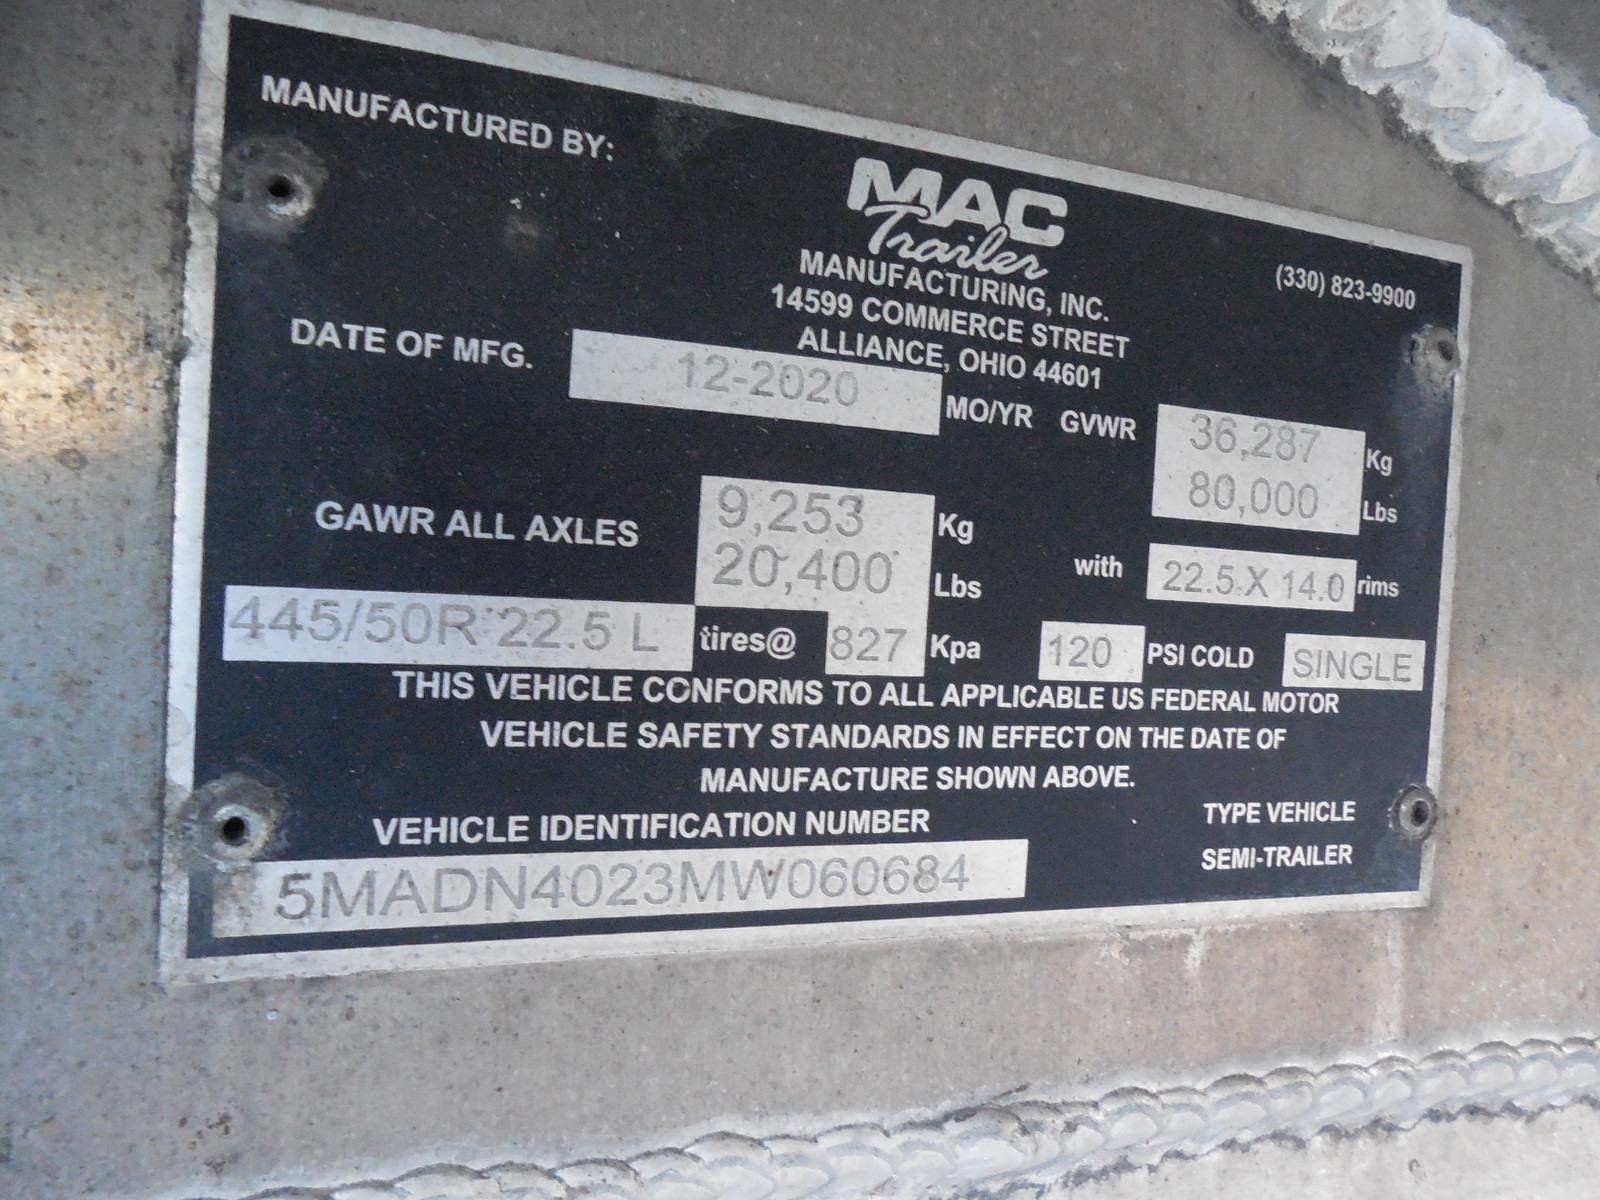 MANUFACTURED BY:
MAC
Trailer
MANUFACTURING, INC.
14599 COMMERCE STREET
ALLIANCE, OHIO 44601
(330) 823-9900
DATE OF MFG. 12-2020 MO/YR GVWR 36,287 Kg
80,000 Lbs
GAWR ALL AXLES 9,253 Kg
20,400 Lbs with 22.5 X 14.0 rims
445/50R 22.5 L tires@ 827 Kpa 120 PSI COLD SINGLE
THIS VEHICLE CONFORMS TO ALL APPLICABLE US FEDERAL MOTOR
VEHICLE SAFETY STANDARDS IN EFFECT ON THE DATE OF
MANUFACTURE SHOWN ABOVE.
VEHICLE IDENTIFICATION NUMBER
5MADN4023MW060684
TYPE VEHICLE
SEMI-TRAILER